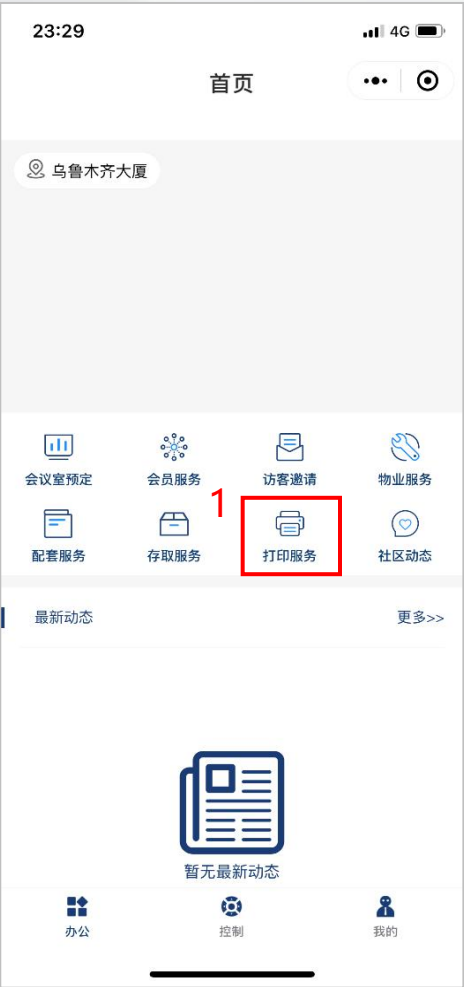 23:29
4G
首页
乌鲁木齐大厦
会议室预定 会员服务 访客邀请 物业服务
1
配套服务 存取服务 打印服务 社区动态
最新动态 更多>>
暂无最新动态
办公 控制 我的